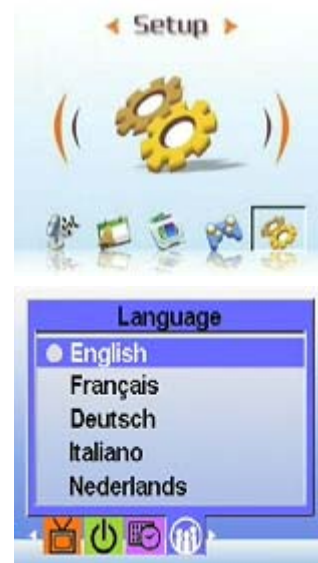 Setup
Language
English
Français
Deutsch
Italiano
Nederlands